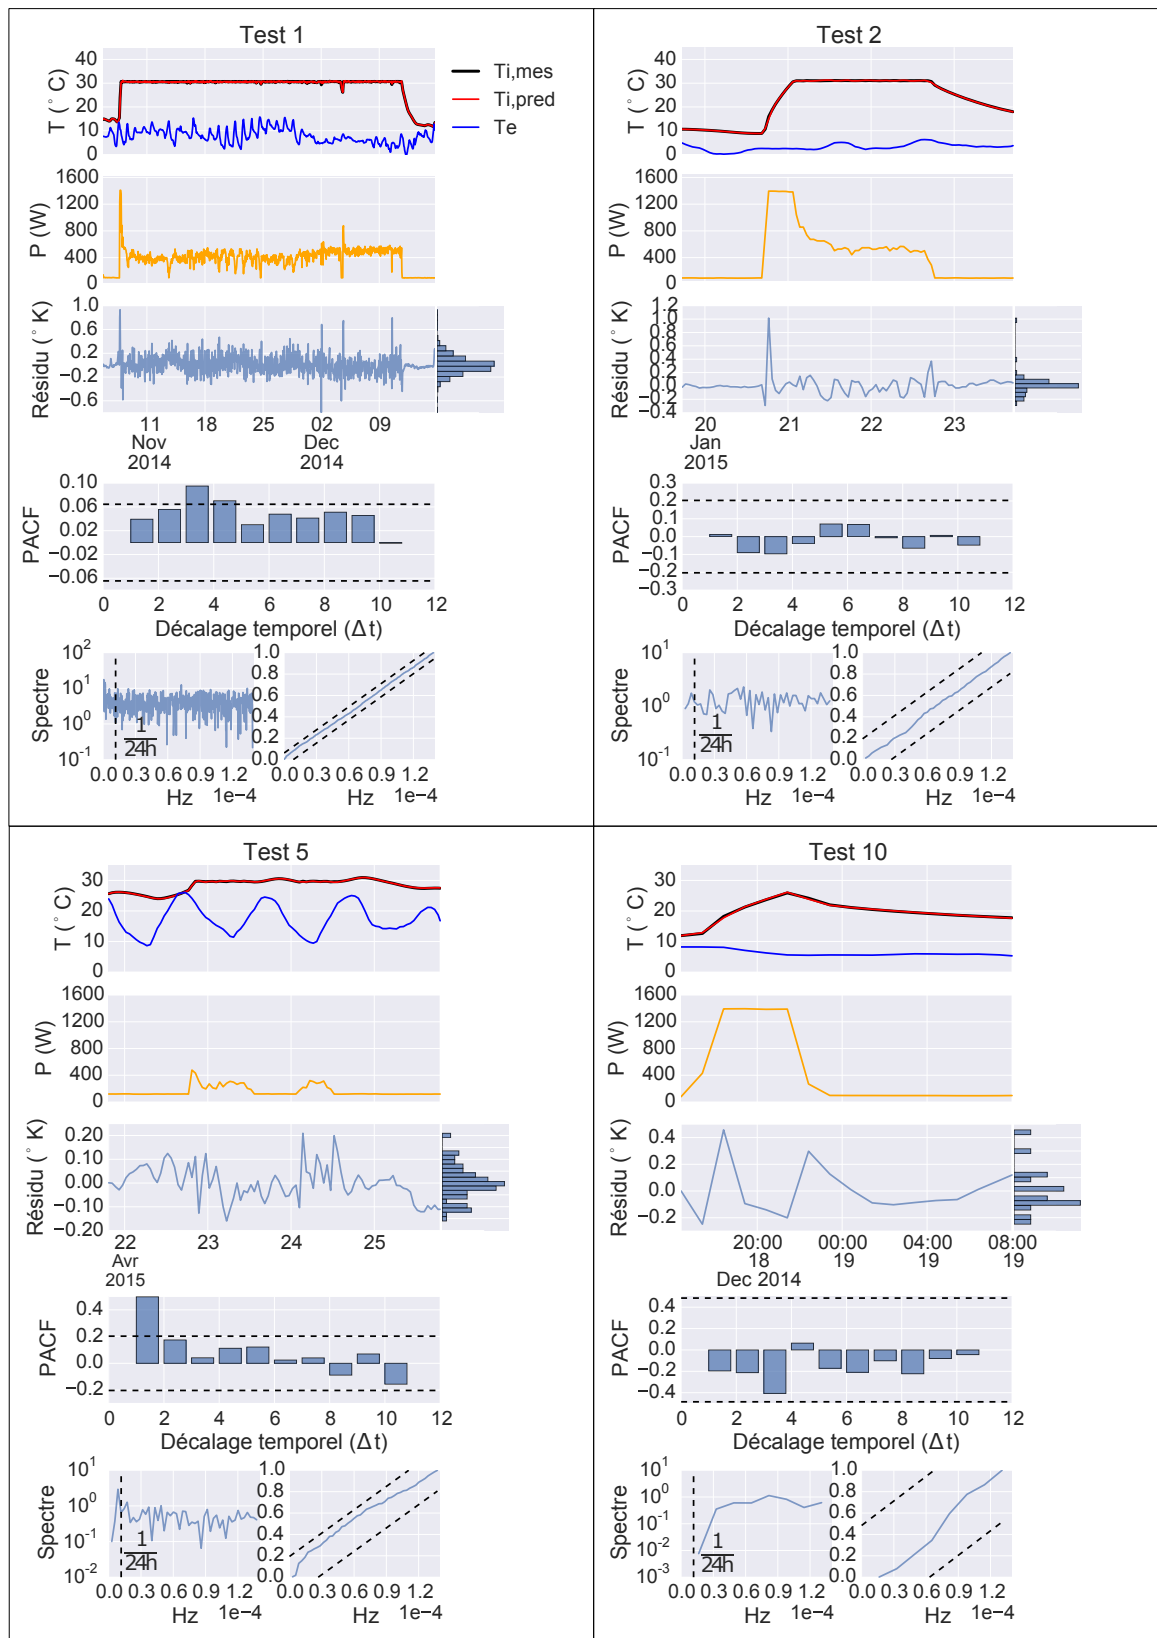 Test 1
Ti,mes
Ti,pred
Te
T (°C)
40
30
20
10
0
P (W)
1600
1200
800
400
0
Résidu (°K)
1.0
0.6
0.2
−0.2
−0.6
11 18 25 02 09
Nov Dec
2014 2014
PACF
0.10
0.06
0.02
−0.02
−0.06
0 2 4 6 8 10 12
Décalage temporel (Δt)
Spectre
10² 1.0
10¹ 0.8
0.6
10⁰ 0.4
0.2
10⁻¹ 0.0
1
24h
0.0 0.3 0.6 0.9 1.2 0.0 0.3 0.6 0.9 1.2
Hz 1e−4 Hz 1e−4
Test 2
T (°C)
40
30
20
10
0
P (W)
1600
1200
800
400
0
Résidu (°K)
1.2
1.0
0.8
0.6
0.4
0.2
0.0
−0.2
−0.4
20 21 22 23
Jan
2015
PACF
0.3
0.2
0.1
0.0
−0.1
−0.2
−0.3
0 2 4 6 8 10 12
Décalage temporel (Δt)
Spectre
10¹ 1.0
0.8
0.6
10⁰ 0.4
0.2
10⁻¹ 0.0
1
24h
0.0 0.3 0.6 0.9 1.2 0.0 0.3 0.6 0.9 1.2
Hz 1e−4 Hz 1e−4
Test 5
T (°C)
30
20
10
0
P (W)
1600
1200
800
400
0
Résidu (°K)
0.20
0.10
0.00
−0.10
−0.20
22 23 24 25
Avr
2015
PACF
0.4
0.2
0.0
−0.2
0 2 4 6 8 10 12
Décalage temporel (Δt)
Spectre
10¹ 1.0
10⁰ 0.8
0.6
10⁻¹ 0.4
0.2
10⁻² 0.0
1
24h
0.0 0.3 0.6 0.9 1.2 0.0 0.3 0.6 0.9 1.2
Hz 1e−4 Hz 1e−4
Test 10
T (°C)
30
20
10
0
P (W)
1600
1200
800
400
0
Résidu (°K)
0.4
0.2
0.0
−0.2
20:00 00:00 04:00 08:00
18 19 19 19
Dec 2014
PACF
0.4
0.2
0.0
−0.2
−0.4
0 2 4 6 8 10 12
Décalage temporel (Δt)
Spectre
10¹ 1.0
10⁰ 0.8
10⁻¹ 0.6
0.4
10⁻² 0.2
10⁻³ 0.0
1
24h
0.0 0.3 0.6 0.9 1.2 0.0 0.3 0.6 0.9 1.2
Hz 1e−4 Hz 1e−4